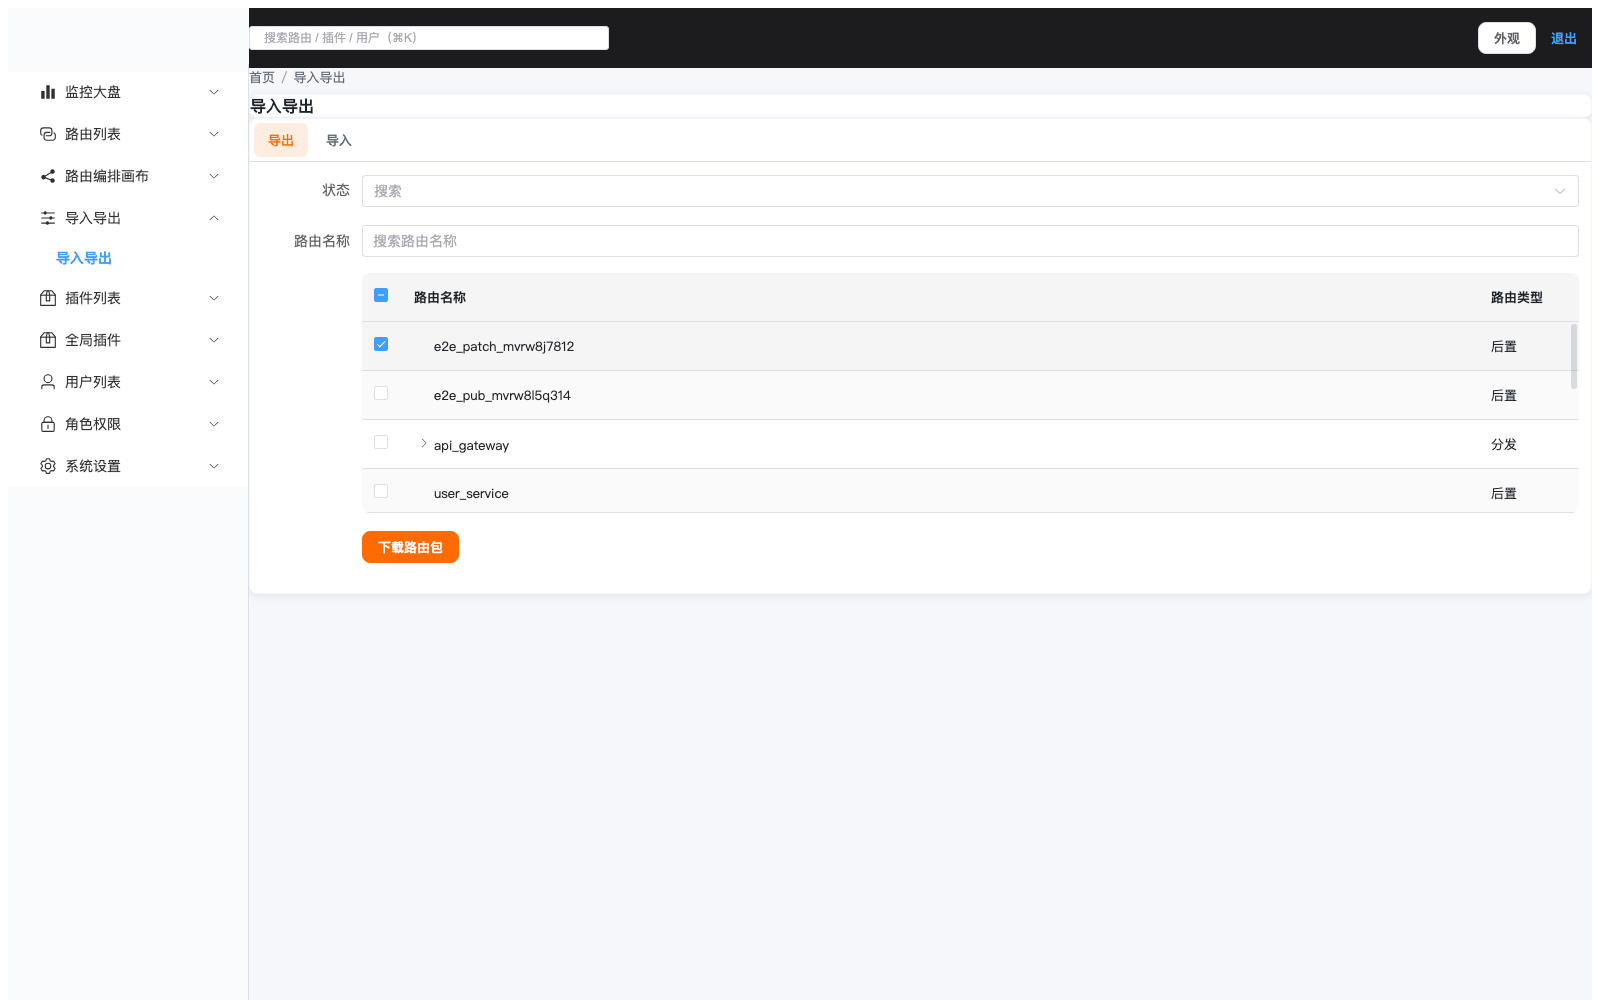 搜索路由 / 插件 / 用户（⌘K）
外观
退出
监控大盘
路由列表
路由编排画布
导入导出
导入导出
插件列表
全局插件
用户列表
角色权限
系统设置
首页 / 导入导出
导入导出
导出
导入
状态
搜索
路由名称
搜索路由名称
路由名称
路由类型
e2e_patch_mvrw8j7812
后置
e2e_pub_mvrw8l5q314
后置
api_gateway
分发
user_service
后置
下载路由包